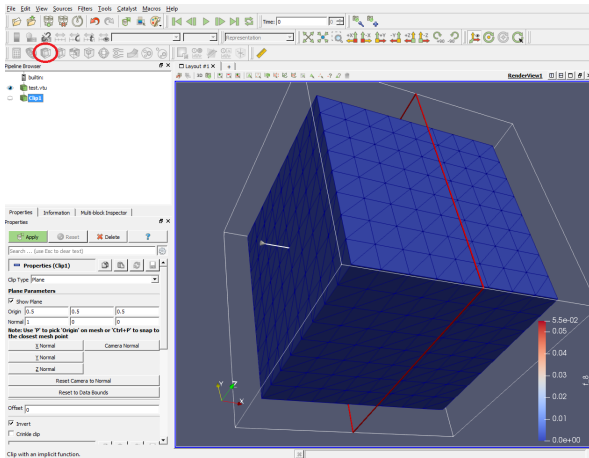 File Edit View Sources Filters Tools Catalyst Macros Help
Time: 0 0
Representation
Pipeline Browser
Layout #1 +
3D
RenderView1
builtin:
test.vtu
Clip1
Properties Information Multi-block Inspector
Properties
Apply Reset Delete ?
Search ... (use Esc to clear text)
Properties (Clip1)
Clip Type Plane
Plane Parameters
Show Plane
Origin 0.5 0.5 0.5
Normal 1 0 0
Note: Use 'P' to pick 'Origin' on mesh or 'Ctrl+P' to snap to
the closest mesh point
X Normal Camera Normal
Y Normal
Z Normal
Reset Camera to Normal
Reset to Data Bounds
Offset 0
Invert
Crinkle clip
Clip with an implicit function.
Y Z
X
5.5e-02
0.05
0.04
0.03
0.02
0.01
0.0e+00
f_8